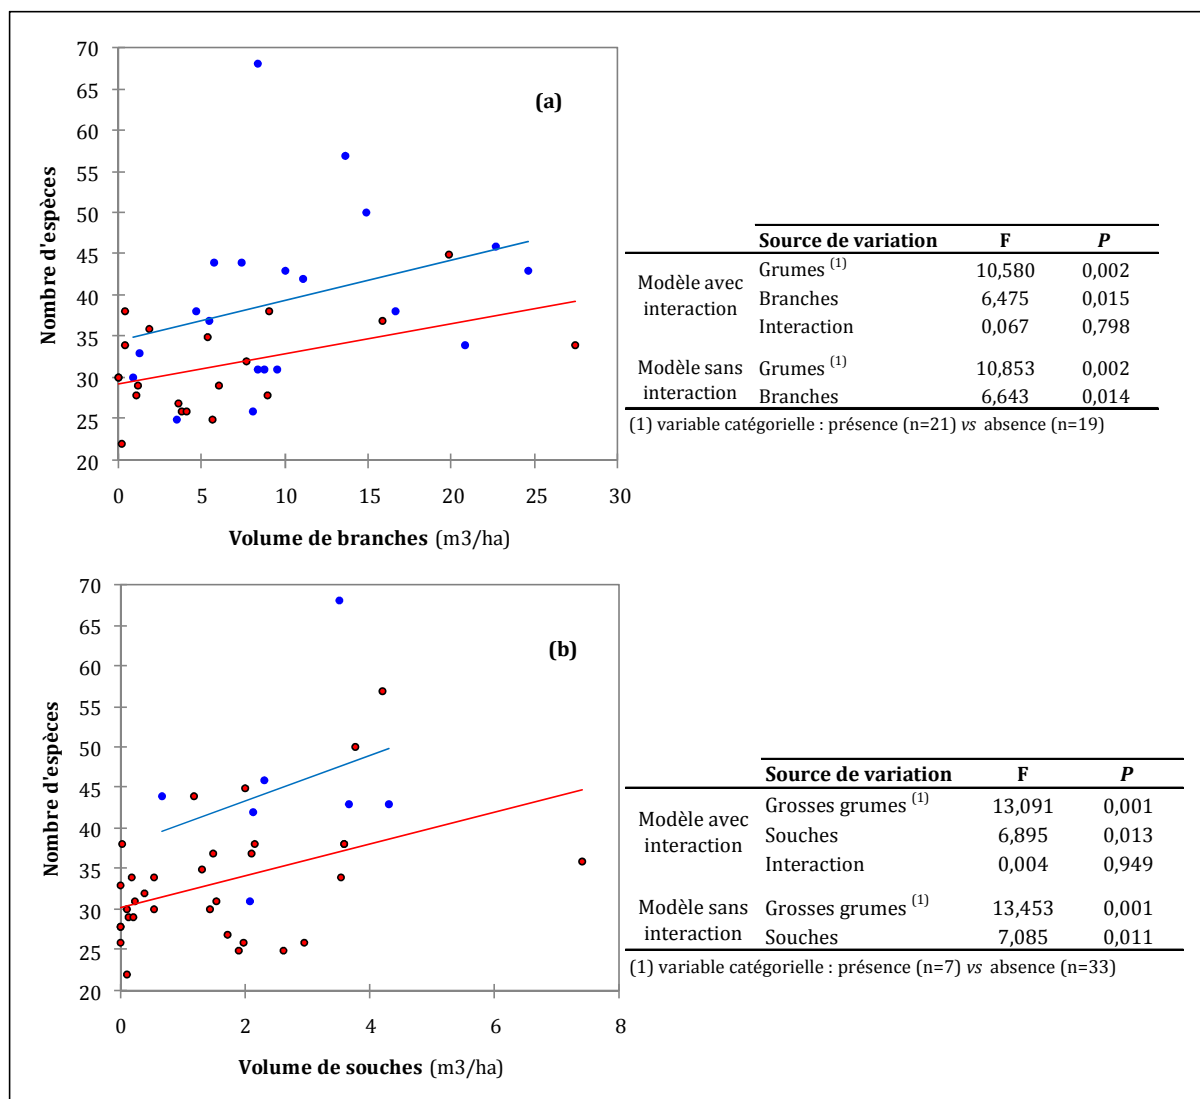 70
65
60
55
50
45
40
35
30
25
20
Nombre d'espèces
(a)
0 5 10 15 20 25 30
Volume de branches (m3/ha)
Source de variation F P
Modèle avec interaction
Grumes (1) 10,580 0,002
Branches 6,475 0,015
Interaction 0,067 0,798
Modèle sans interaction
Grumes (1) 10,853 0,002
Branches 6,643 0,014
(1) variable catégorielle : présence (n=21) vs absence (n=19)
70
65
60
55
50
45
40
35
30
25
20
Nombre d'espèces
(b)
0 2 4 6 8
Volume de souches (m3/ha)
Source de variation F P
Modèle avec interaction
Grosses grumes (1) 13,091 0,001
Souches 6,895 0,013
Interaction 0,004 0,949
Modèle sans interaction
Grosses grumes (1) 13,453 0,001
Souches 7,085 0,011
(1) variable catégorielle : présence (n=7) vs absence (n=33)